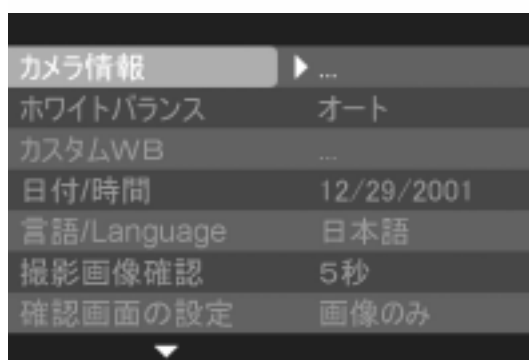 カメラ情報 ...
ホワイトバランス オート
カスタムWB ...
日付/時間 12/29/2001
言語/Language 日本語
撮影画像確認 5秒
確認画面の設定 画像のみ